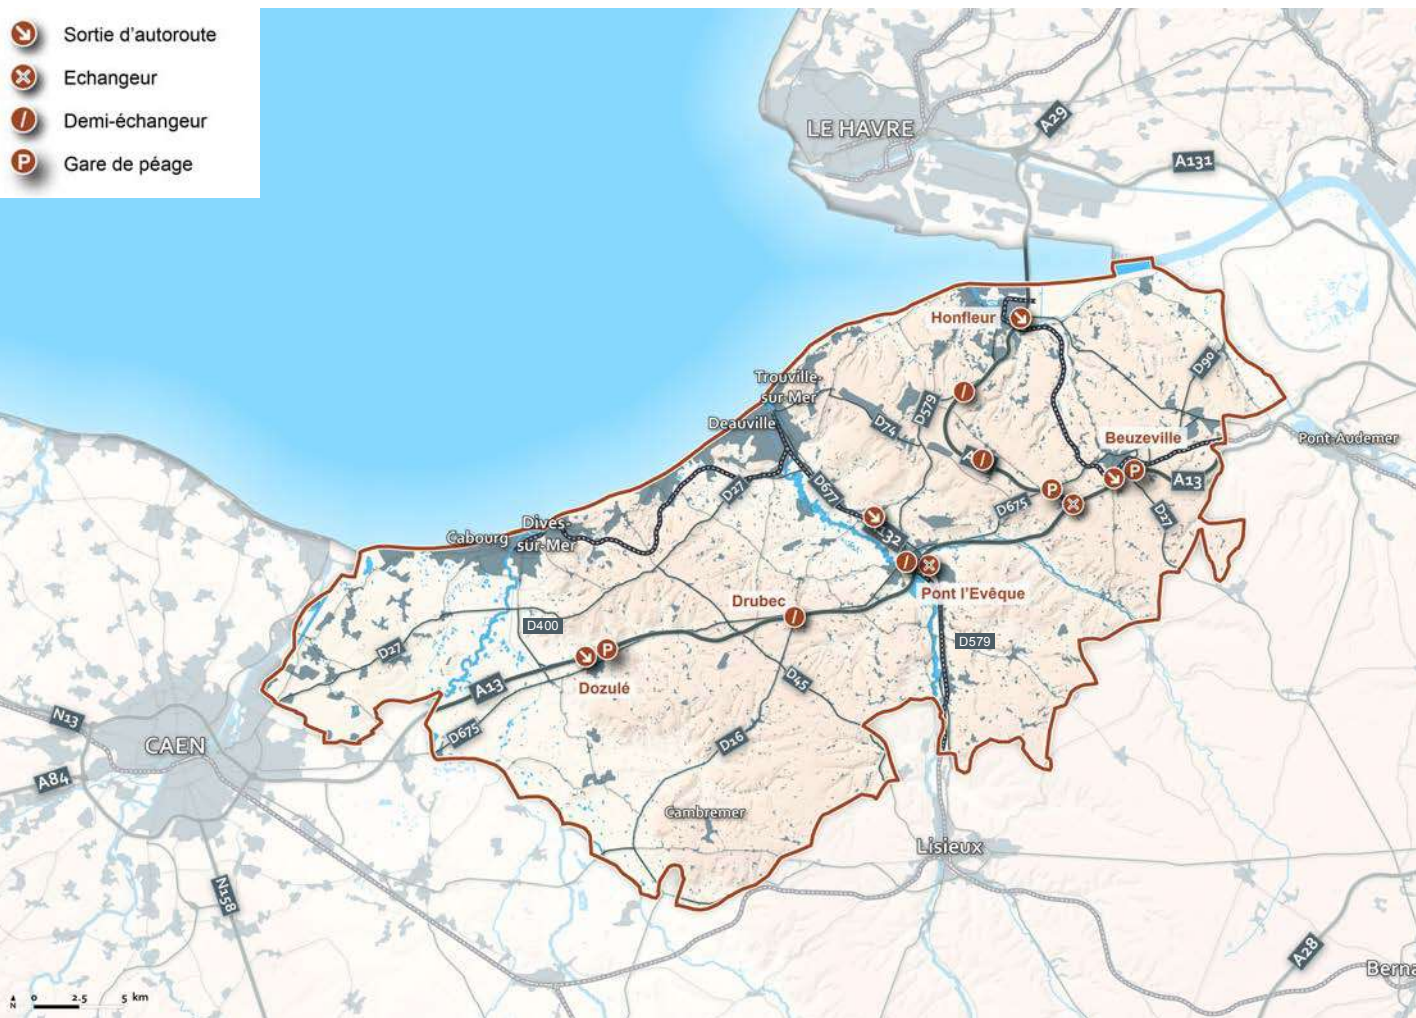 Sortie d'autoroute
Echangeur
Demi-échangeur
Gare de péage
LE HAVRE
A29
A131
Honfleur
D90
Trouville-
sur-Mer
D579
Deauville
D74
Beuzeville
Pont-Audemer
A13
D27
D677
D675
D27
Dives-
sur-Mer
Cabourg
Pont l'Evêque
Drubec
D400
D579
D27
A13
Dozulé
D45
D675
D16
N13
CAEN
A84
Cambremer
Lisieux
N158
A28
Berna
N
0 2.5 5 km